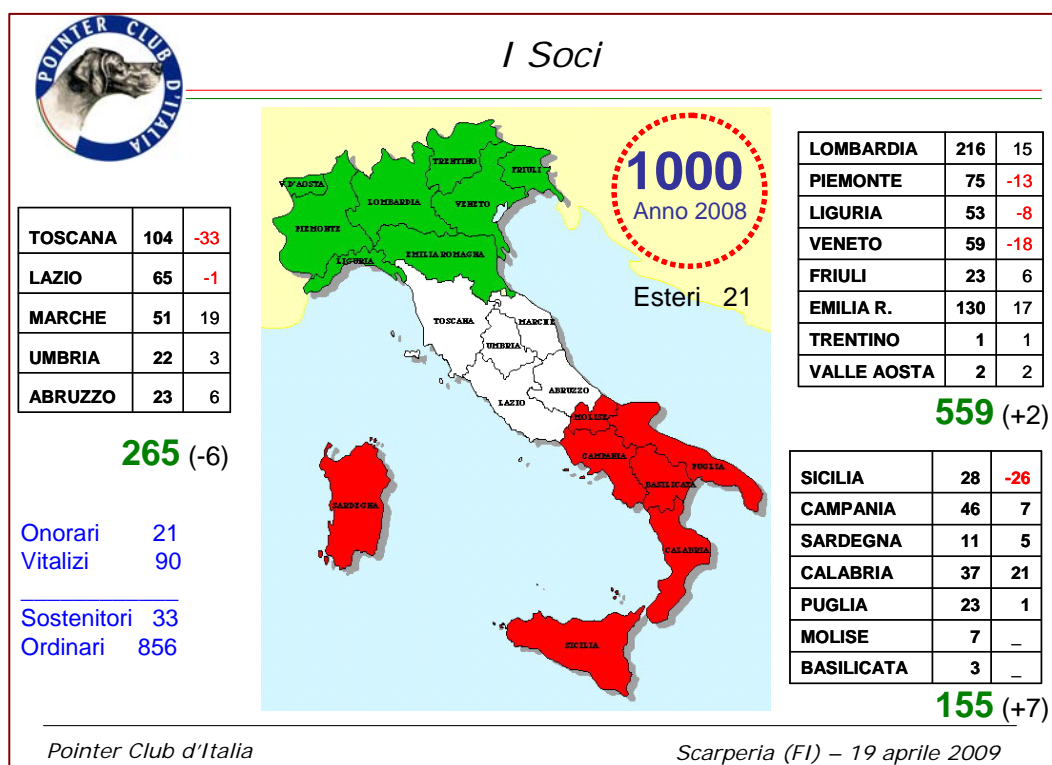 POINTER CLUB D'ITALIA
I Soci
TOSCANA 104 -33
LAZIO 65 -1
MARCHE 51 19
UMBRIA 22 3
ABRUZZO 23 6
265 (-6)
Onorari 21
Vitalizi 90
_____________
Sostenitori 33
Ordinari 856
TRENTINO
FRIULI
V.D'AOSTA
LOMBARDIA
VENETO
PIEMONTE
EMILIA ROMAGNA
LIGURIA
TOSCANA
MARCHE
UMBRIA
ABRUZZO
LAZIO
MOLISE
CAMPANIA
PUGLIA
BASILICATA
SARDEGNA
CALABRIA
SICILIA
1000
Anno 2008
Esteri 21
LOMBARDIA 216 15
PIEMONTE 75 -13
LIGURIA 53 -8
VENETO 59 -18
FRIULI 23 6
EMILIA R. 130 17
TRENTINO 1 1
VALLE AOSTA 2 2
559 (+2)
SICILIA 28 -26
CAMPANIA 46 7
SARDEGNA 11 5
CALABRIA 37 21
PUGLIA 23 1
MOLISE 7 _
BASILICATA 3 _
155 (+7)
Pointer Club d'Italia
Scarperia (FI) – 19 aprile 2009